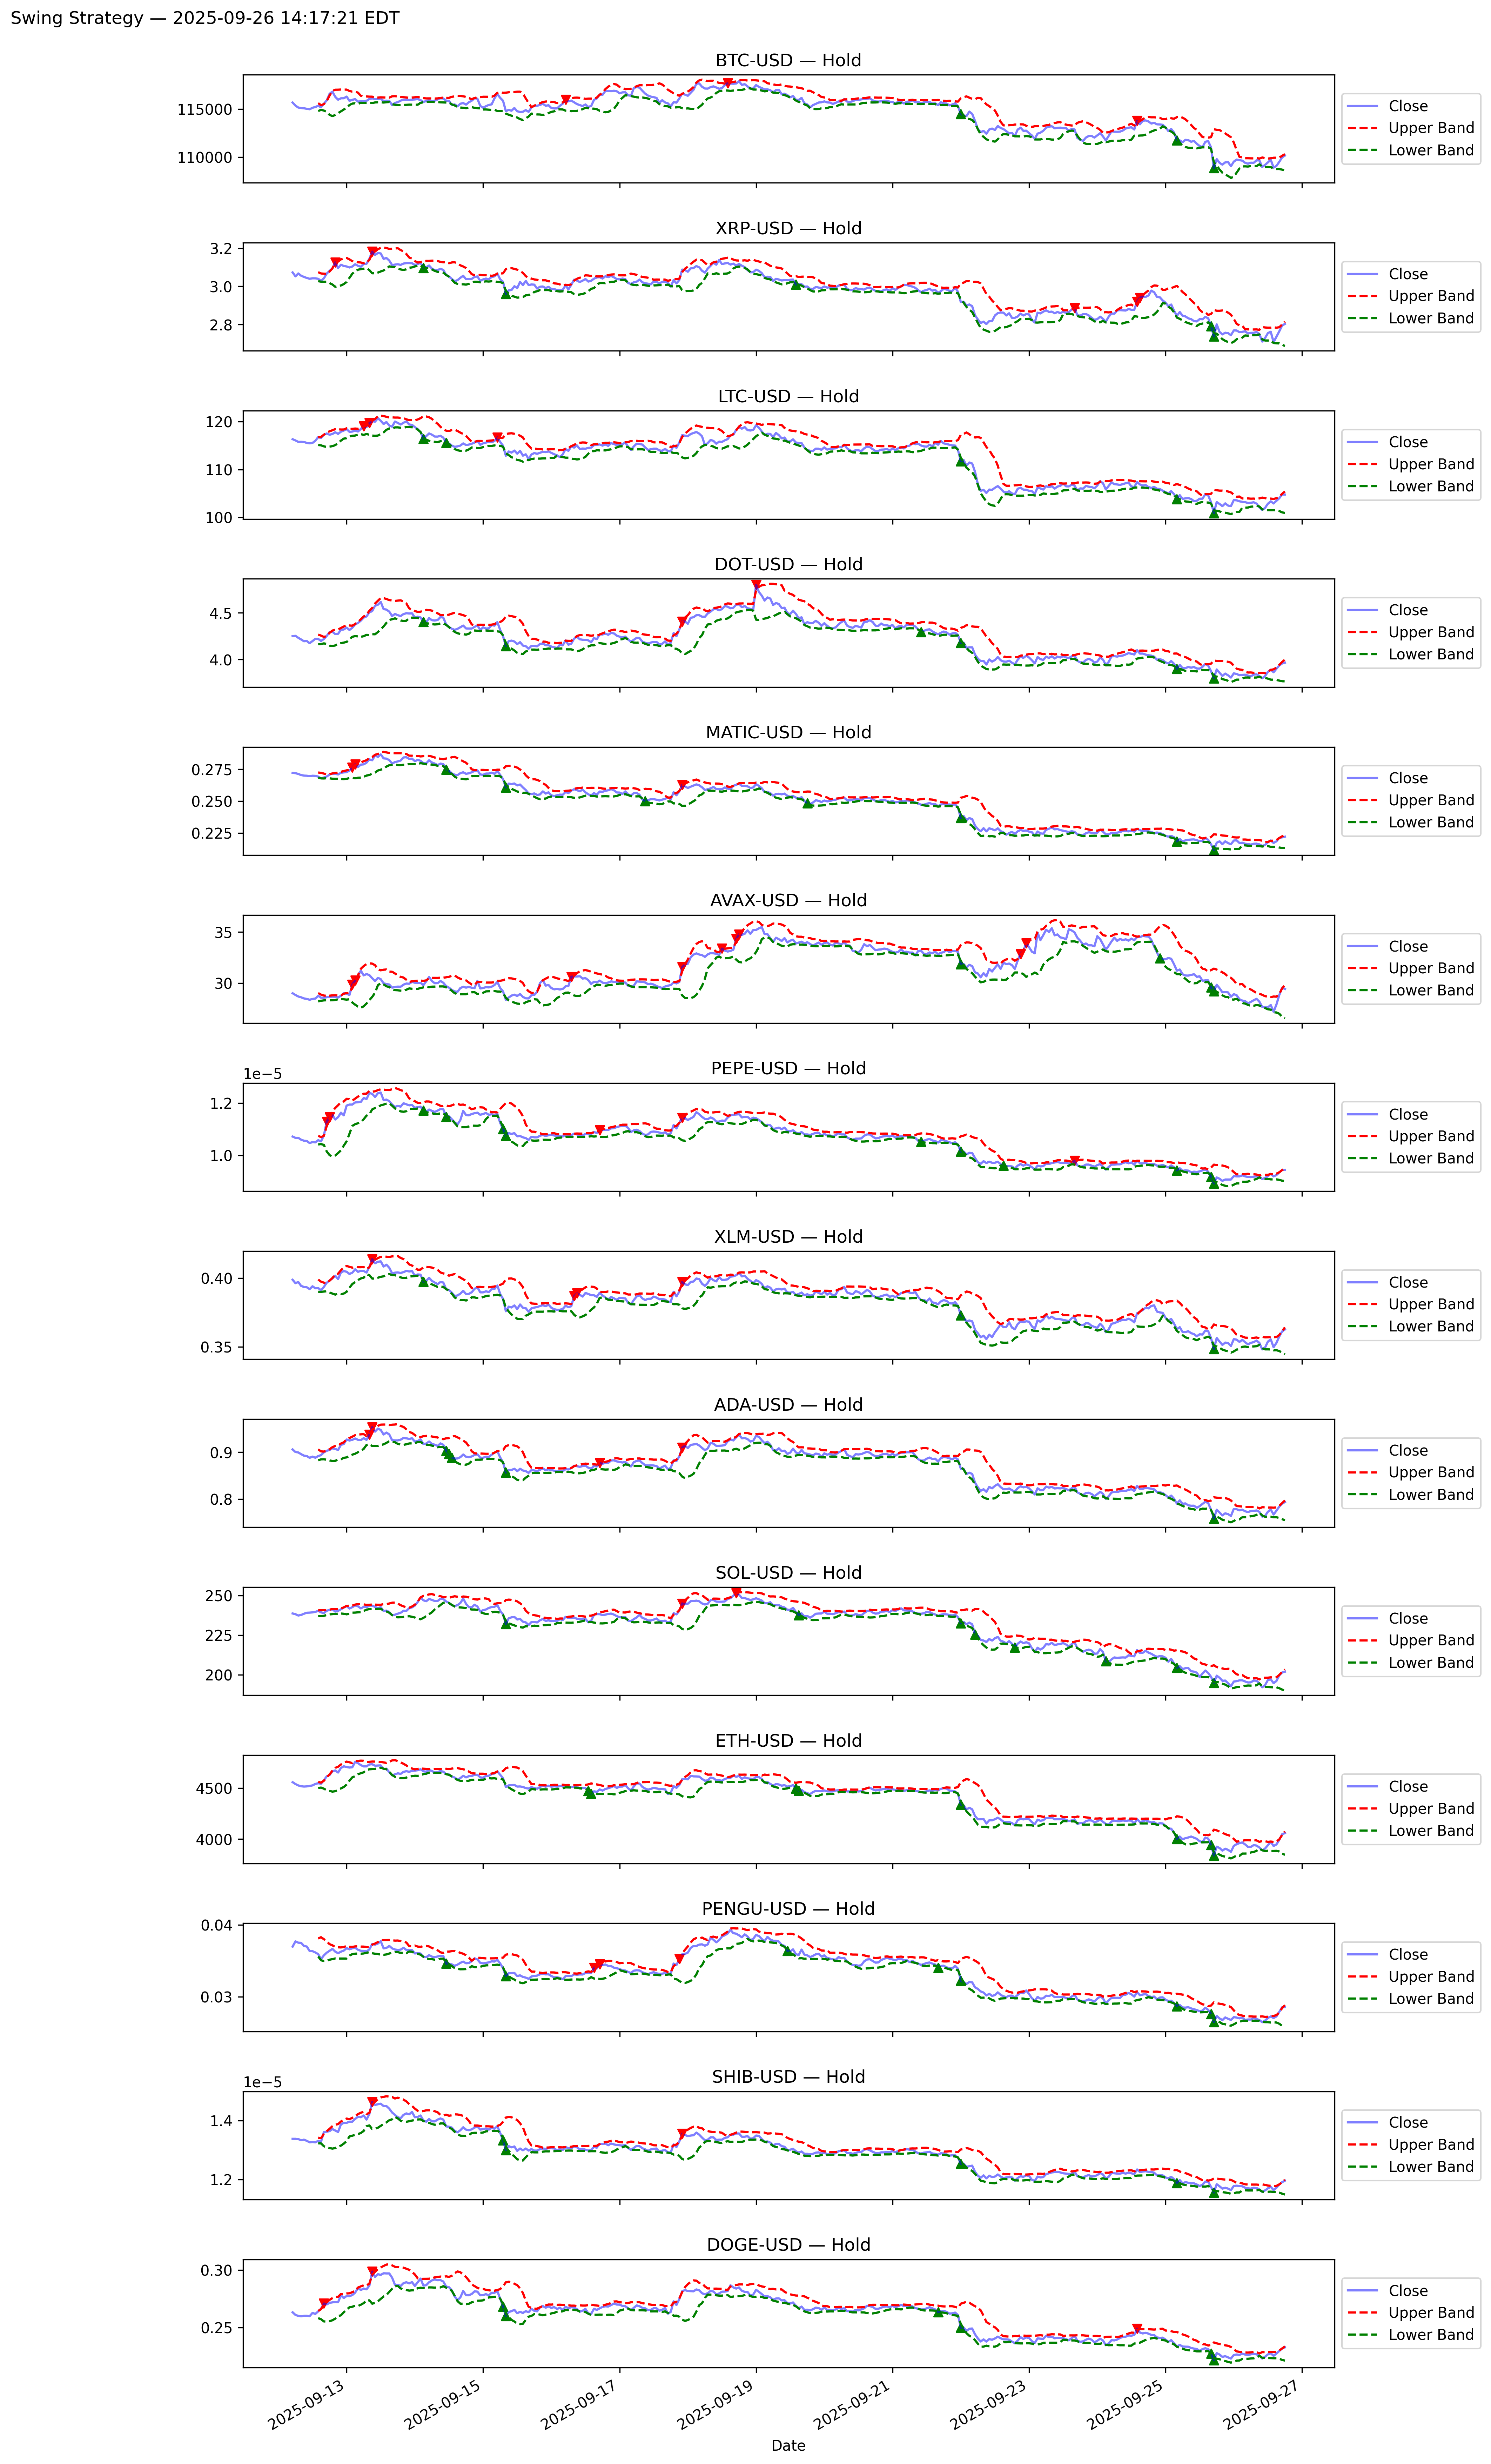 Swing Strategy — 2025-09-26 14:17:21 EDT
BTC-USD — Hold
115000
110000
Close
Upper Band
Lower Band
XRP-USD — Hold
3.2
3.0
2.8
Close
Upper Band
Lower Band
LTC-USD — Hold
120
110
100
Close
Upper Band
Lower Band
DOT-USD — Hold
4.5
4.0
Close
Upper Band
Lower Band
MATIC-USD — Hold
0.275
0.250
0.225
Close
Upper Band
Lower Band
AVAX-USD — Hold
35
30
Close
Upper Band
Lower Band
PEPE-USD — Hold
1e−5
1.2
1.0
Close
Upper Band
Lower Band
XLM-USD — Hold
0.40
0.35
Close
Upper Band
Lower Band
ADA-USD — Hold
0.9
0.8
Close
Upper Band
Lower Band
SOL-USD — Hold
250
225
200
Close
Upper Band
Lower Band
ETH-USD — Hold
4500
4000
Close
Upper Band
Lower Band
PENGU-USD — Hold
0.04
0.03
Close
Upper Band
Lower Band
SHIB-USD — Hold
1e−5
1.4
1.2
Close
Upper Band
Lower Band
DOGE-USD — Hold
0.30
0.25
Close
Upper Band
Lower Band
2025-09-13
2025-09-15
2025-09-17
2025-09-19
2025-09-21
2025-09-23
2025-09-25
2025-09-27
Date